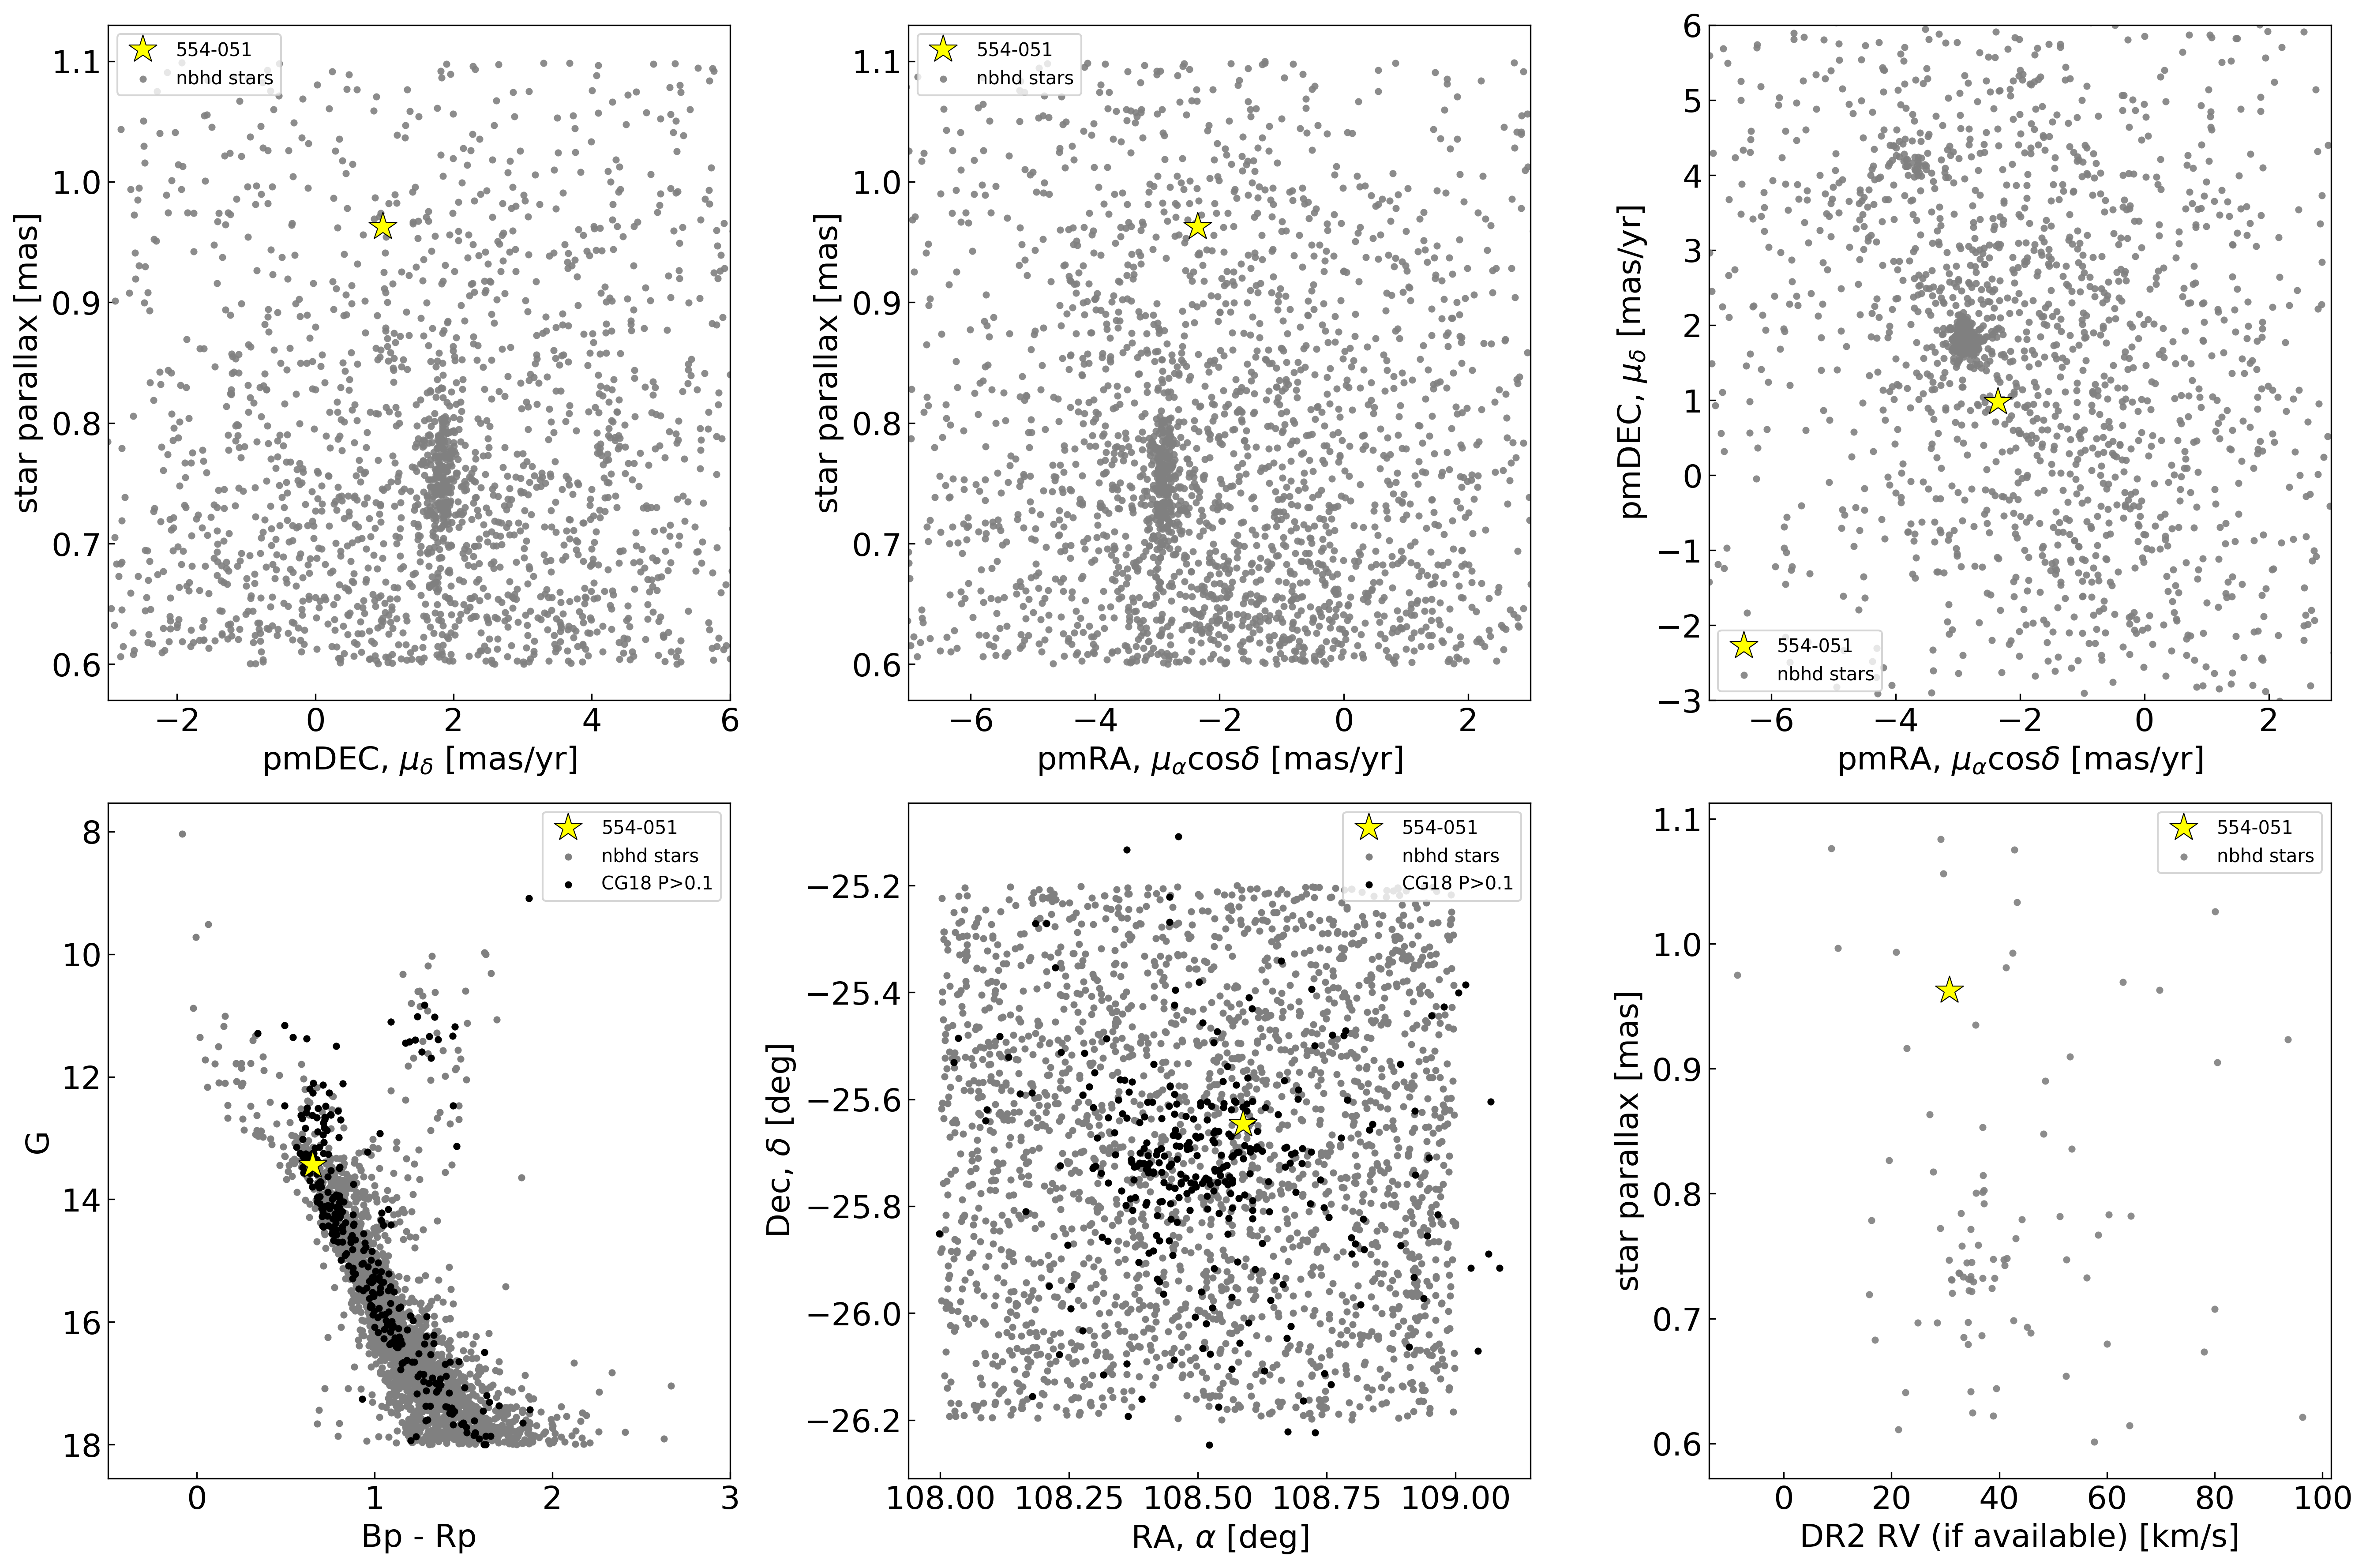 554-051
nbhd stars
1.1
1.0
0.9
0.8
0.7
0.6
star parallax [mas]
−2 0 2 4 6
pmDEC, μδ [mas/yr]
554-051
nbhd stars
1.1
1.0
0.9
0.8
0.7
0.6
star parallax [mas]
−6 −4 −2 0 2
pmRA, μαcosδ [mas/yr]
6
5
4
3
2
1
0
−1
−2
−3
pmDEC, μδ [mas/yr]
554-051
nbhd stars
−6 −4 −2 0 2
pmRA, μαcosδ [mas/yr]
554-051
nbhd stars
CG18 P>0.1
8
10
12
14
16
18
G
0 1 2 3
Bp - Rp
554-051
nbhd stars
CG18 P>0.1
−25.2
−25.4
−25.6
−25.8
−26.0
−26.2
Dec, δ [deg]
108.00 108.25 108.50 108.75 109.00
RA, α [deg]
554-051
nbhd stars
1.1
1.0
0.9
0.8
0.7
0.6
star parallax [mas]
0 20 40 60 80 100
DR2 RV (if available) [km/s]